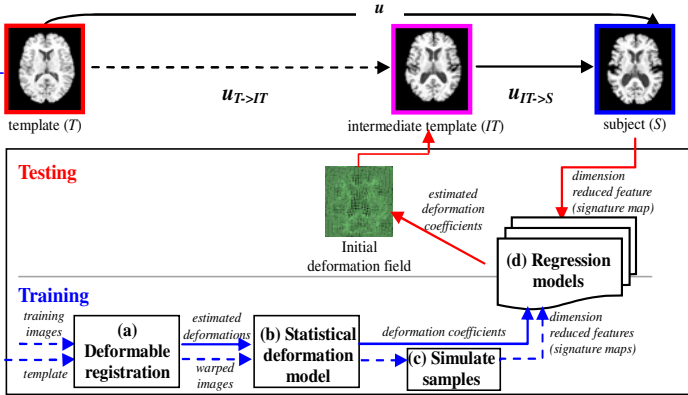 u
u T->IT
u IT->S
template (T)
intermediate template (IT)
subject (S)
Testing
estimated
deformation
coefficients
dimension
reduced feature
(signature map)
Initial
deformation field
(d) Regression
models
Training
training
images
template
(a)
Deformable
registration
estimated
deformations
warped
images
(b) Statistical
deformation
model
deformation coefficients
(c) Simulate
samples
dimension
reduced features
(signature maps)